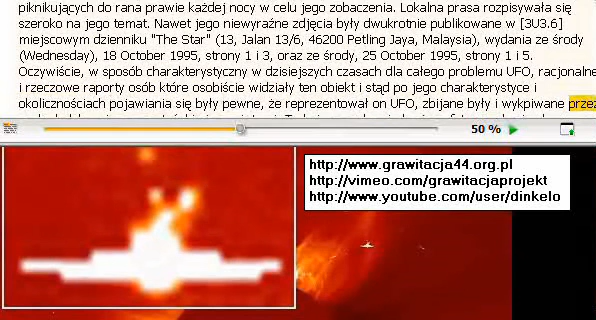 piknikujących do rana prawie każdej nocy w celu jego zobaczenia. Lokalna prasa rozpisywała się
szeroko na jego temat. Nawet jego niewyraźne zdjęcia były dwukrotnie publikowane w [3U3.6]
miejscowym dzienniku "The Star" (13, Jalan 13/6, 46200 Petling Jaya, Malaysia), wydania ze środy
(Wednesday), 18 October 1995, strony 1 i 3, oraz ze środy, 25 October 1995, strony 1 i 5.
Oczywiście, w sposób charakterystyczny w dzisiejszych czasach dla całego problemu UFO, racjonalne
i rzeczowe raporty osób które osobiście widziały ten obiekt i stąd po jego charakterystyce i
okolicznościach pojawiania się były pewne, że reprezentował on UFO, zbijane były i wykpiwane przez
50 %
http://www.grawitacja44.org.pl
http://vimeo.com/grawitacjaprojekt
http://www.youtube.com/user/dinkelo